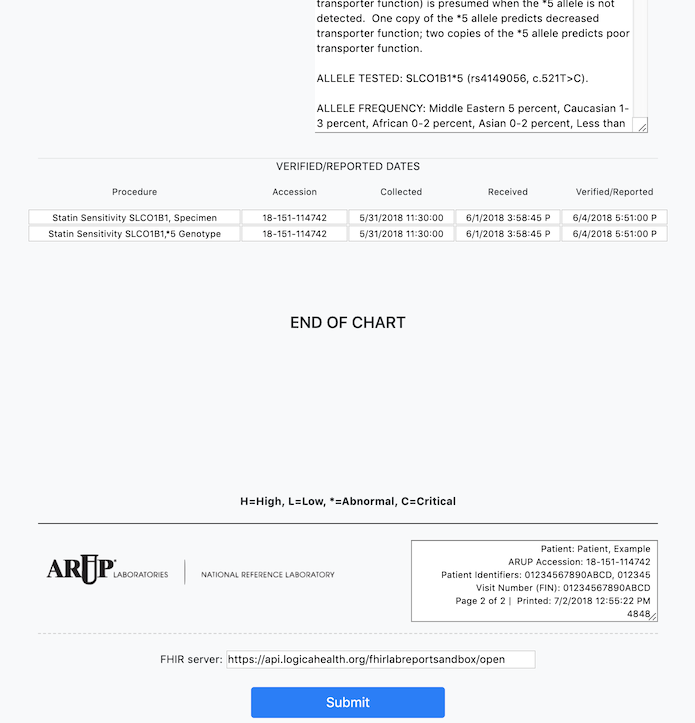 transporter function) is presumed when the *5 allele is not
detected.  One copy of the *5 allele predicts decreased
transporter function; two copies of the *5 allele predicts poor
transporter function.
ALLELE TESTED: SLCO1B1*5 (rs4149056, c.521T>C).
ALLELE FREQUENCY: Middle Eastern 5 percent, Caucasian 1-
3 percent, African 0-2 percent, Asian 0-2 percent, Less than
VERIFIED/REPORTED DATES
Procedure Accession Collected Received Verified/Reported
Statin Sensitivity SLCO1B1, Specimen 18-151-114742 5/31/2018 11:30:00 6/1/2018 3:58:45 P 6/4/2018 5:51:00 P
Statin Sensitivity SLCO1B1,*5 Genotype 18-151-114742 5/31/2018 11:30:00 6/1/2018 3:58:45 P 6/4/2018 5:51:00 P
END OF CHART
H=High, L=Low, *=Abnormal, C=Critical
ARUP® LABORATORIES | NATIONAL REFERENCE LABORATORY
Patient: Patient, Example
ARUP Accession: 18-151-114742
Patient Identifiers: 01234567890ABCD, 012345
Visit Number (FIN): 01234567890ABCD
Page 2 of 2 |  Printed: 7/2/2018 12:55:22 PM
4848
FHIR server: https://api.logicahealth.org/fhirlabreportsandbox/open
Submit